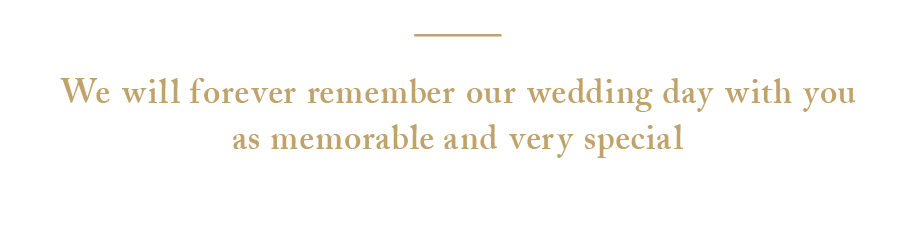 We will forever remember our wedding day with you
as memorable and very special